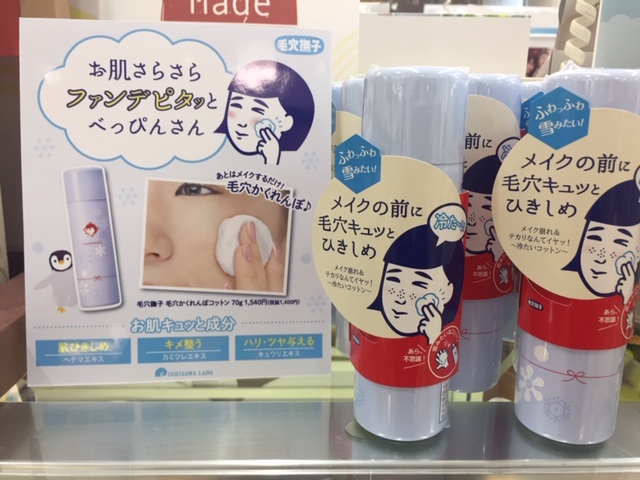 Made
毛穴撫子
お肌さらさら
ファンデピタッと
べっぴんさん
あとはメイクするだけ!
毛穴かくれんぼ♪
毛穴撫子 毛穴かくれんぼコットン 70g 1,540円(税抜1,400円)
お肌キュッと成分
肌ひきしめ
ヘチマエキス
キメ整う
カミツレエキス
ハリ・ツヤ与える
キュウリエキス
ISHIZAWA LABS
ふわっふわ
雪みたい!
メイクの前に
毛穴キュッと
ひきしめ
メイク崩れ&
テカリなんてイヤッ!
~冷たいコットン~
冷た~っ
あら、
不思議!
ふわっふわ
雪みたい!
メイクの前に
毛穴キュッと
ひきしめ
メイク崩れ&
テカリなんてイヤッ!
~冷たいコットン~
あら、
不思議!